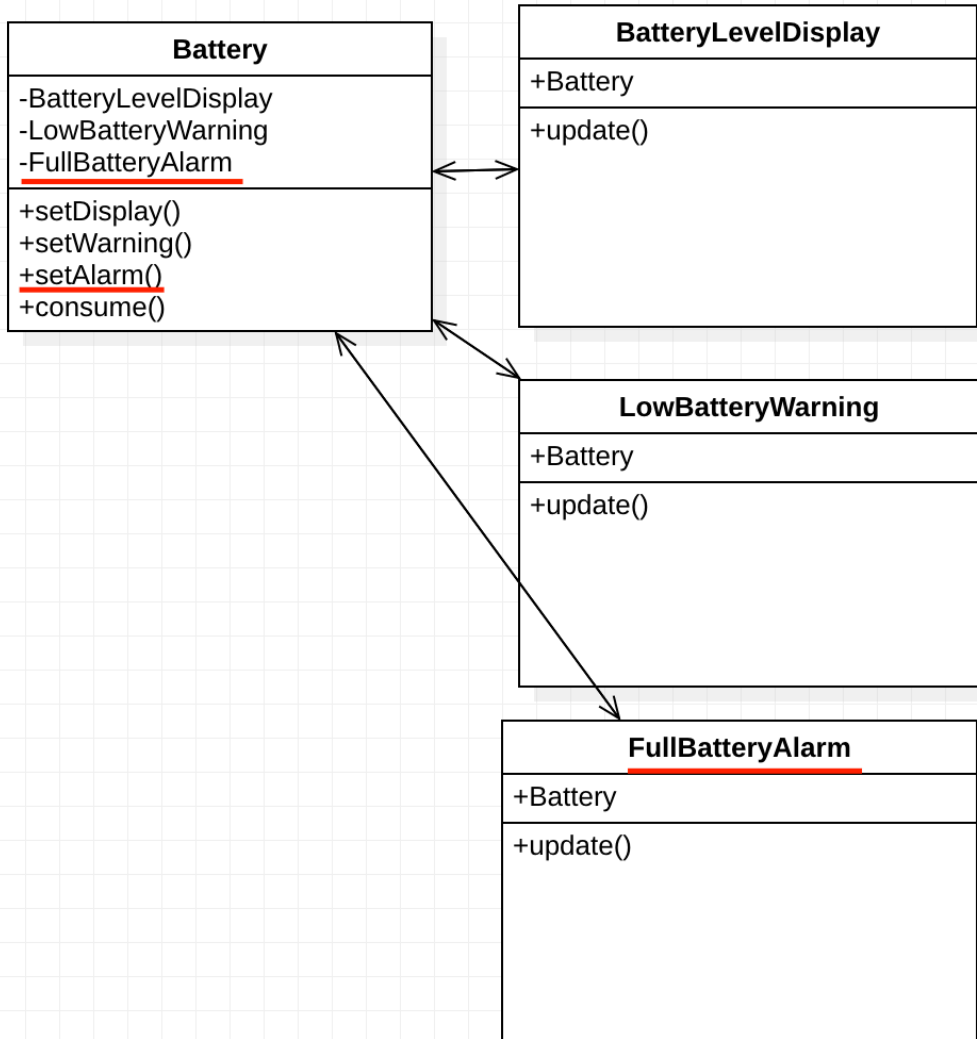 Battery
-BatteryLevelDisplay
-LowBatteryWarning
-FullBatteryAlarm
+setDisplay()
+setWarning()
+setAlarm()
+consume()
BatteryLevelDisplay
+Battery
+update()
LowBatteryWarning
+Battery
+update()
FullBatteryAlarm
+Battery
+update()